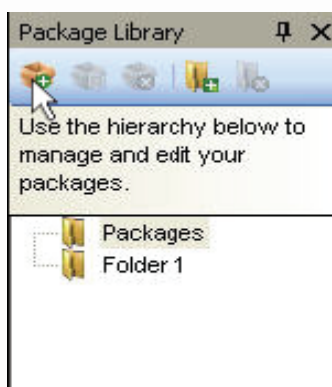 Package Library
Use the hierarchy below to
manage and edit your
packages.
Packages
Folder 1